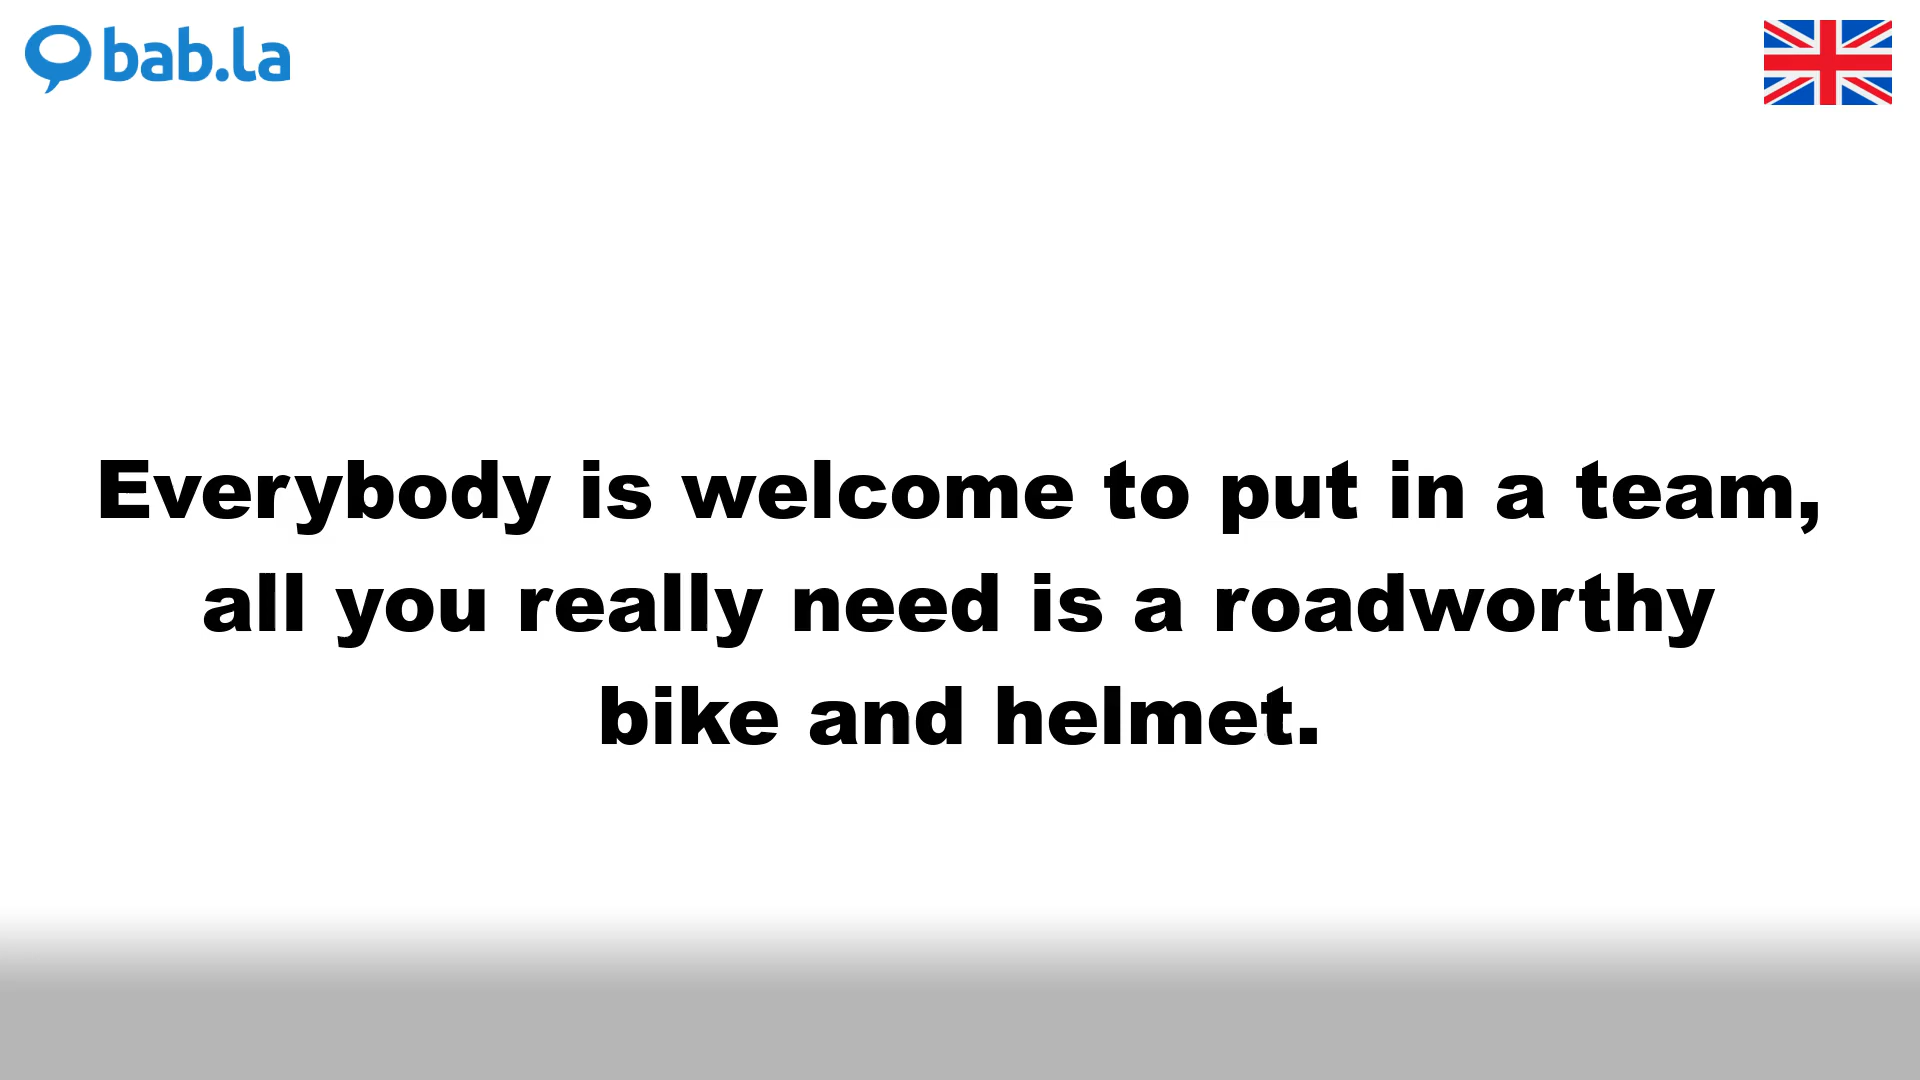 bab.la
Everybody is welcome to put in a team,
all you really need is a roadworthy
bike and helmet.